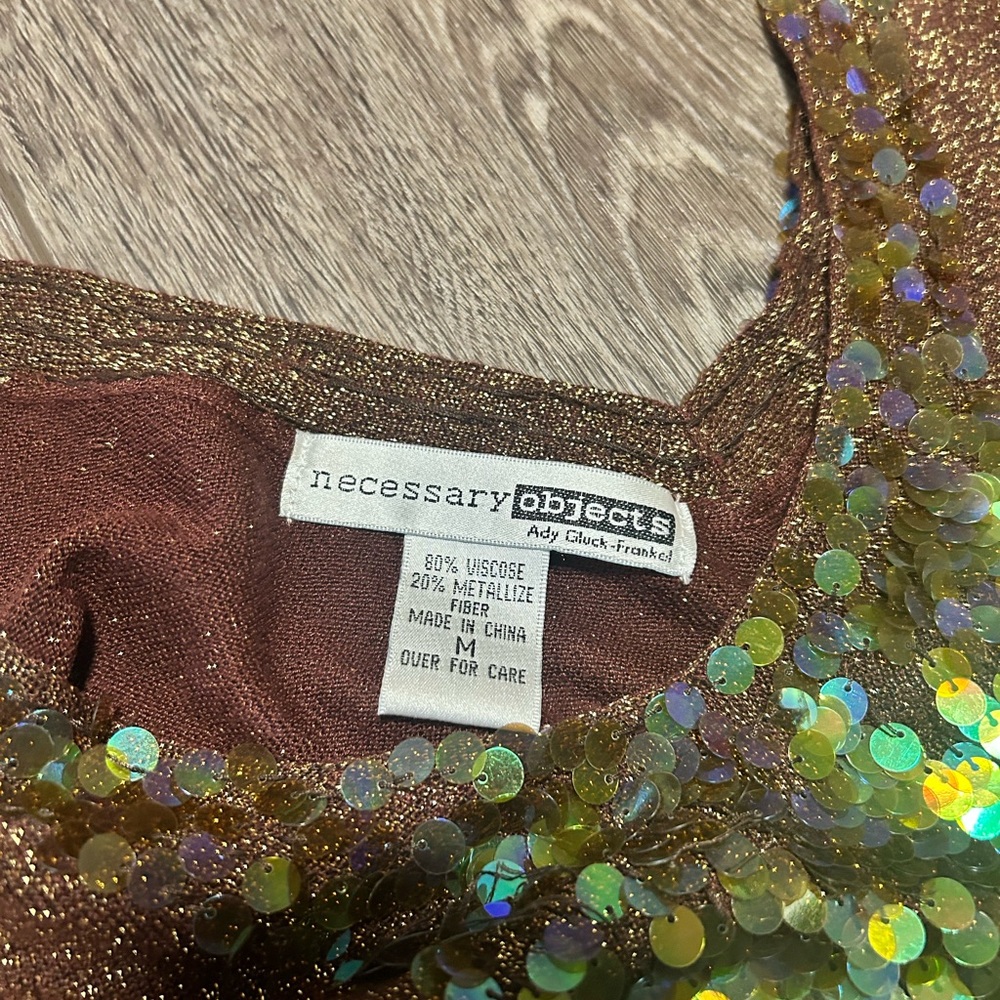 necessary objects
Ady Gluck-Frankel
80% VISCOSE
20% METALLIZE
FIBER
MADE IN CHINA
M
OVER FOR CARE